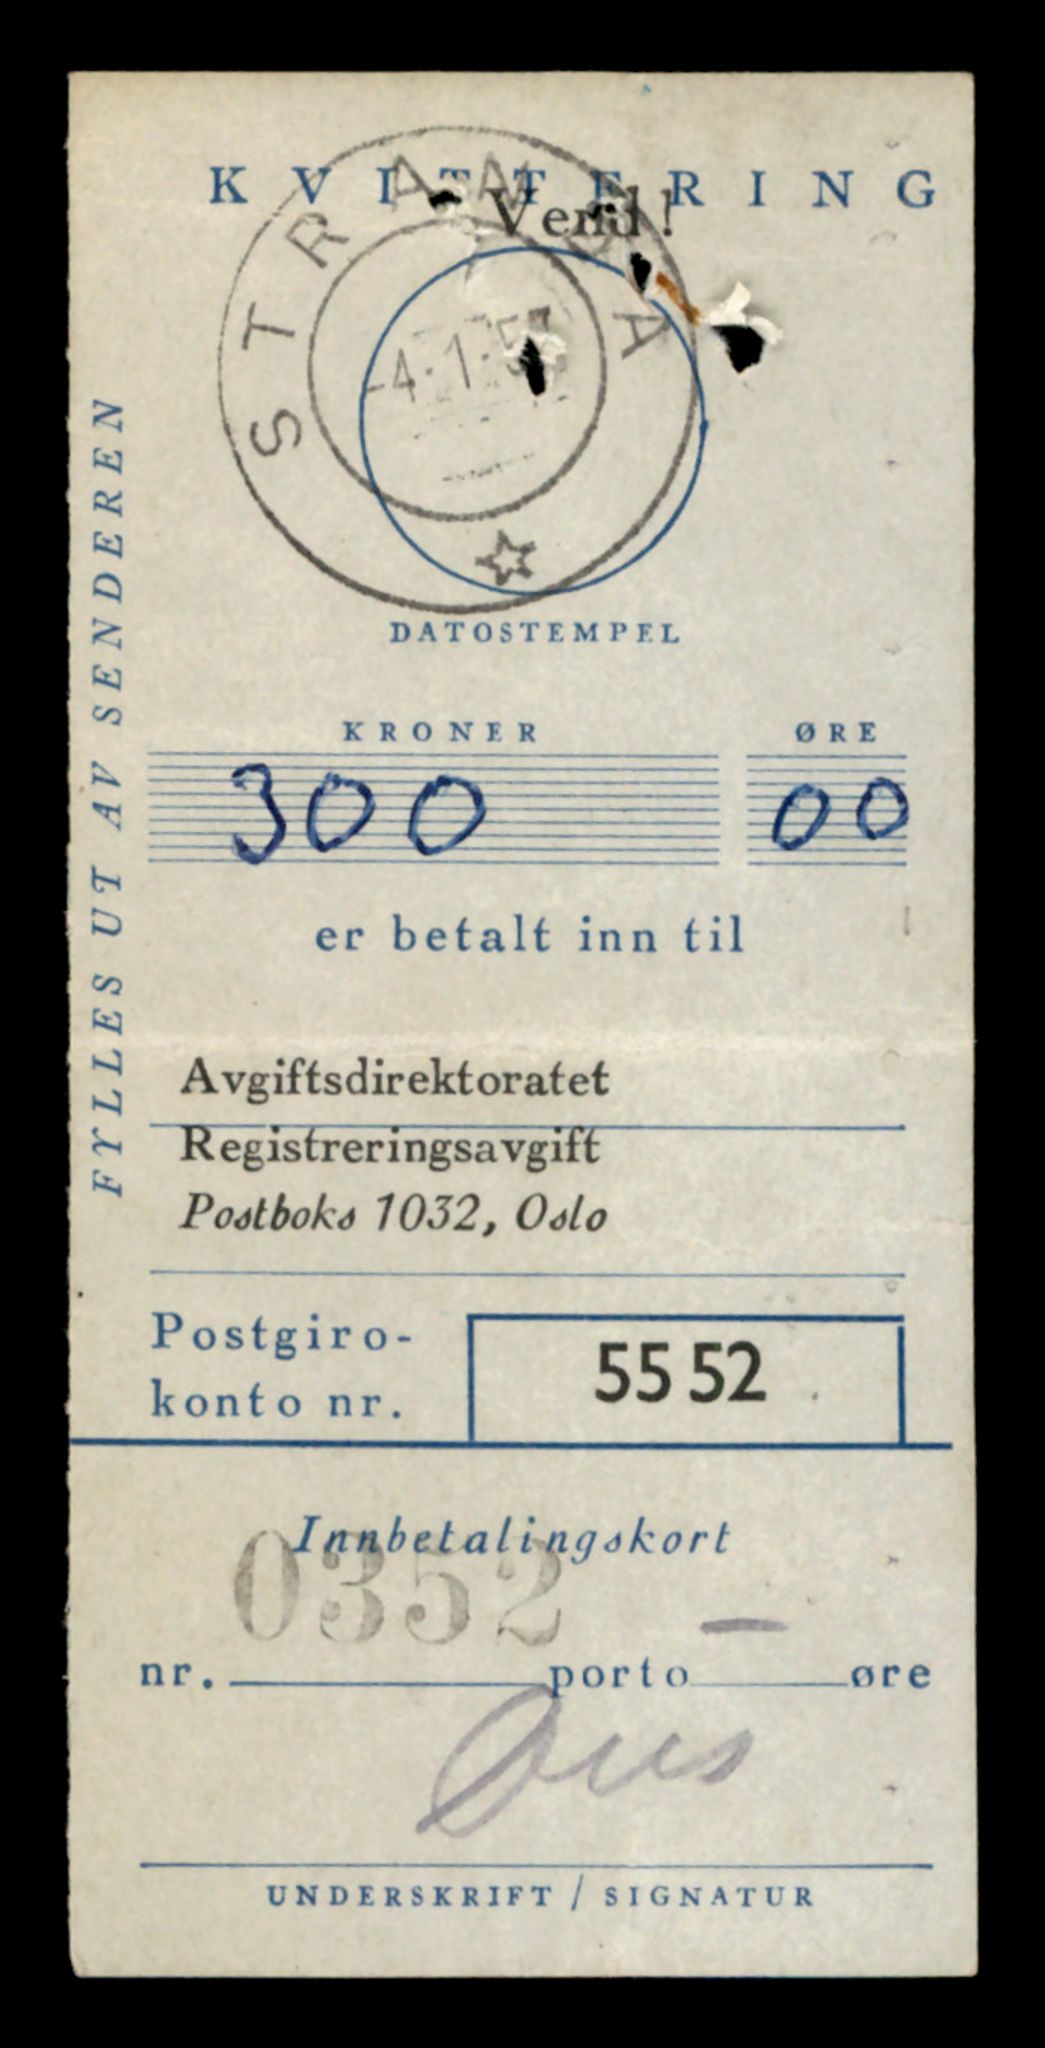 KVITTERING
Vend!
STRANDA
-4.1.57
DATOSTEMPEL
FYLLES UT AV SENDEREN
KRONER ØRE
300 00
er betalt inn til
Avgiftsdirektoratet
Registreringsavgift
Postboks 1032, Oslo
Postgiro-
konto nr.
55 52
Innbetalingskort
0352
nr. porto — øre
UNDERSKRIFT / SIGNATUR